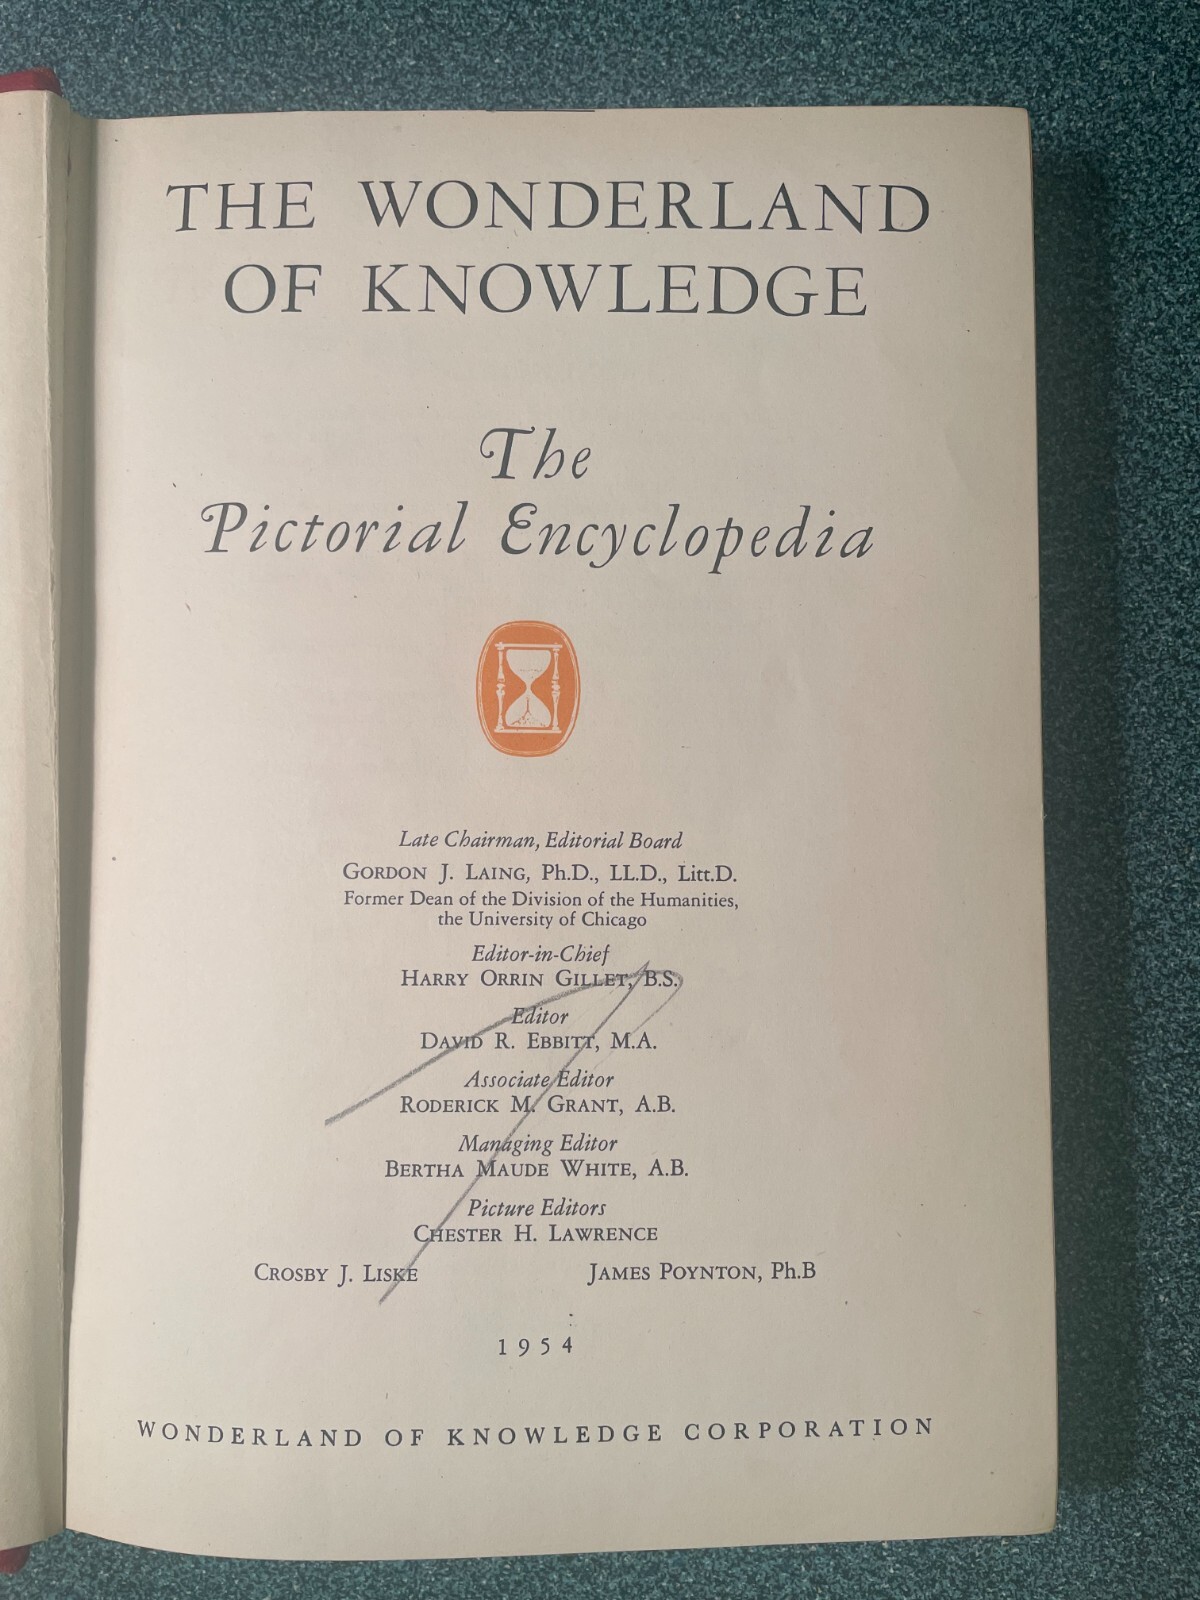 THE WONDERLAND
OF KNOWLEDGE
The
Pictorial Encyclopedia
Late Chairman, Editorial Board
GORDON J. LAING, Ph.D., LL.D., Litt.D.
Former Dean of the Division of the Humanities,
the University of Chicago
Editor-in-Chief
HARRY ORRIN GILLET, B.S.
Editor
DAVID R. EBBITT, M.A.
Associate Editor
RODERICK M. GRANT, A.B.
Managing Editor
BERTHA MAUDE WHITE, A.B.
Picture Editors
CHESTER H. LAWRENCE
CROSBY J. LISKE JAMES POYNTON, Ph.B
1954
WONDERLAND OF KNOWLEDGE CORPORATION